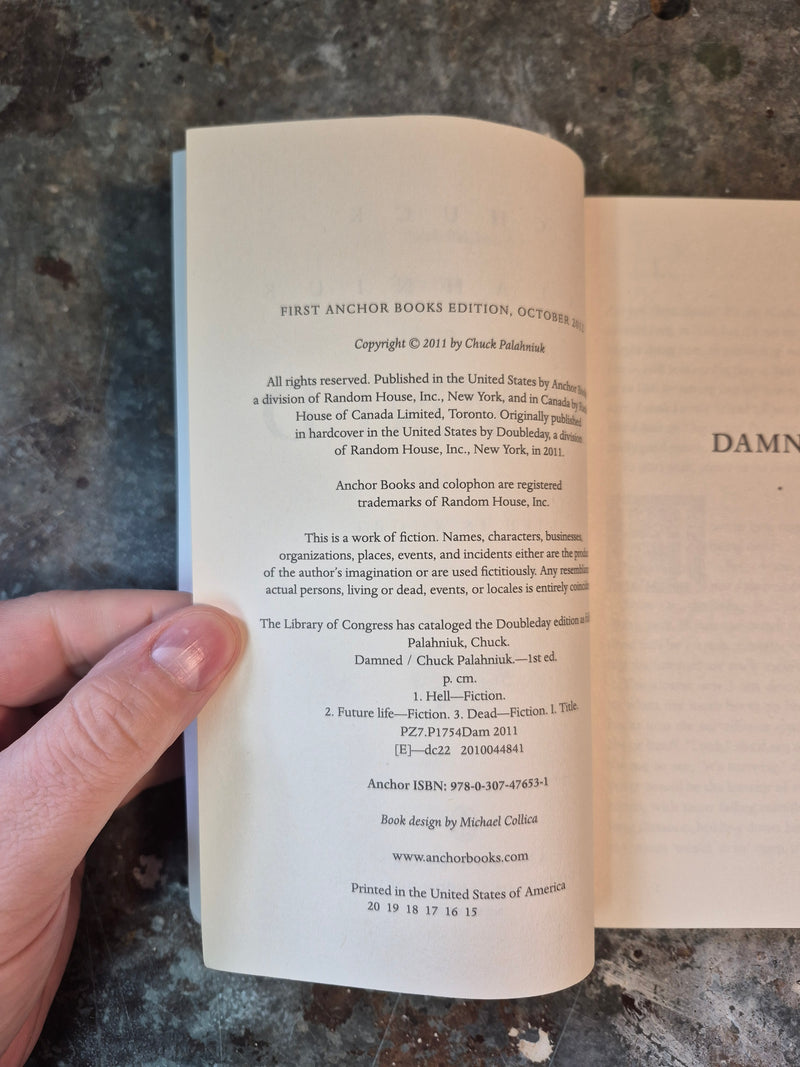 FIRST ANCHOR BOOKS EDITION, OCTOBER 2012
Copyright © 2011 by Chuck Palahniuk
All rights reserved. Published in the United States by Anchor
a division of Random House, Inc., New York, and in Canada by
House of Canada Limited, Toronto. Originally published
in hardcover in the United States by Doubleday, a division
of Random House, Inc., New York, in 2011.
Anchor Books and colophon are registered
trademarks of Random House, Inc.
This is a work of fiction. Names, characters, businesses,
organizations, places, events, and incidents either are the
of the author's imagination or are used fictitiously. Any
actual persons, living or dead, events, or locales is entirely
The Library of Congress has cataloged the Doubleday edition as
Palahniuk, Chuck.
Damned / Chuck Palahniuk.—1st ed.
p. cm.
1. Hell—Fiction.
2. Future life—Fiction. 3. Dead—Fiction. I. Title.
PZ7.P1754Dam 2011
[E]—dc22 2010044841
Anchor ISBN: 978-0-307-47653-1
Book design by Michael Collica
www.anchorbooks.com
Printed in the United States of America
20 19 18 17 16 15
DAMN